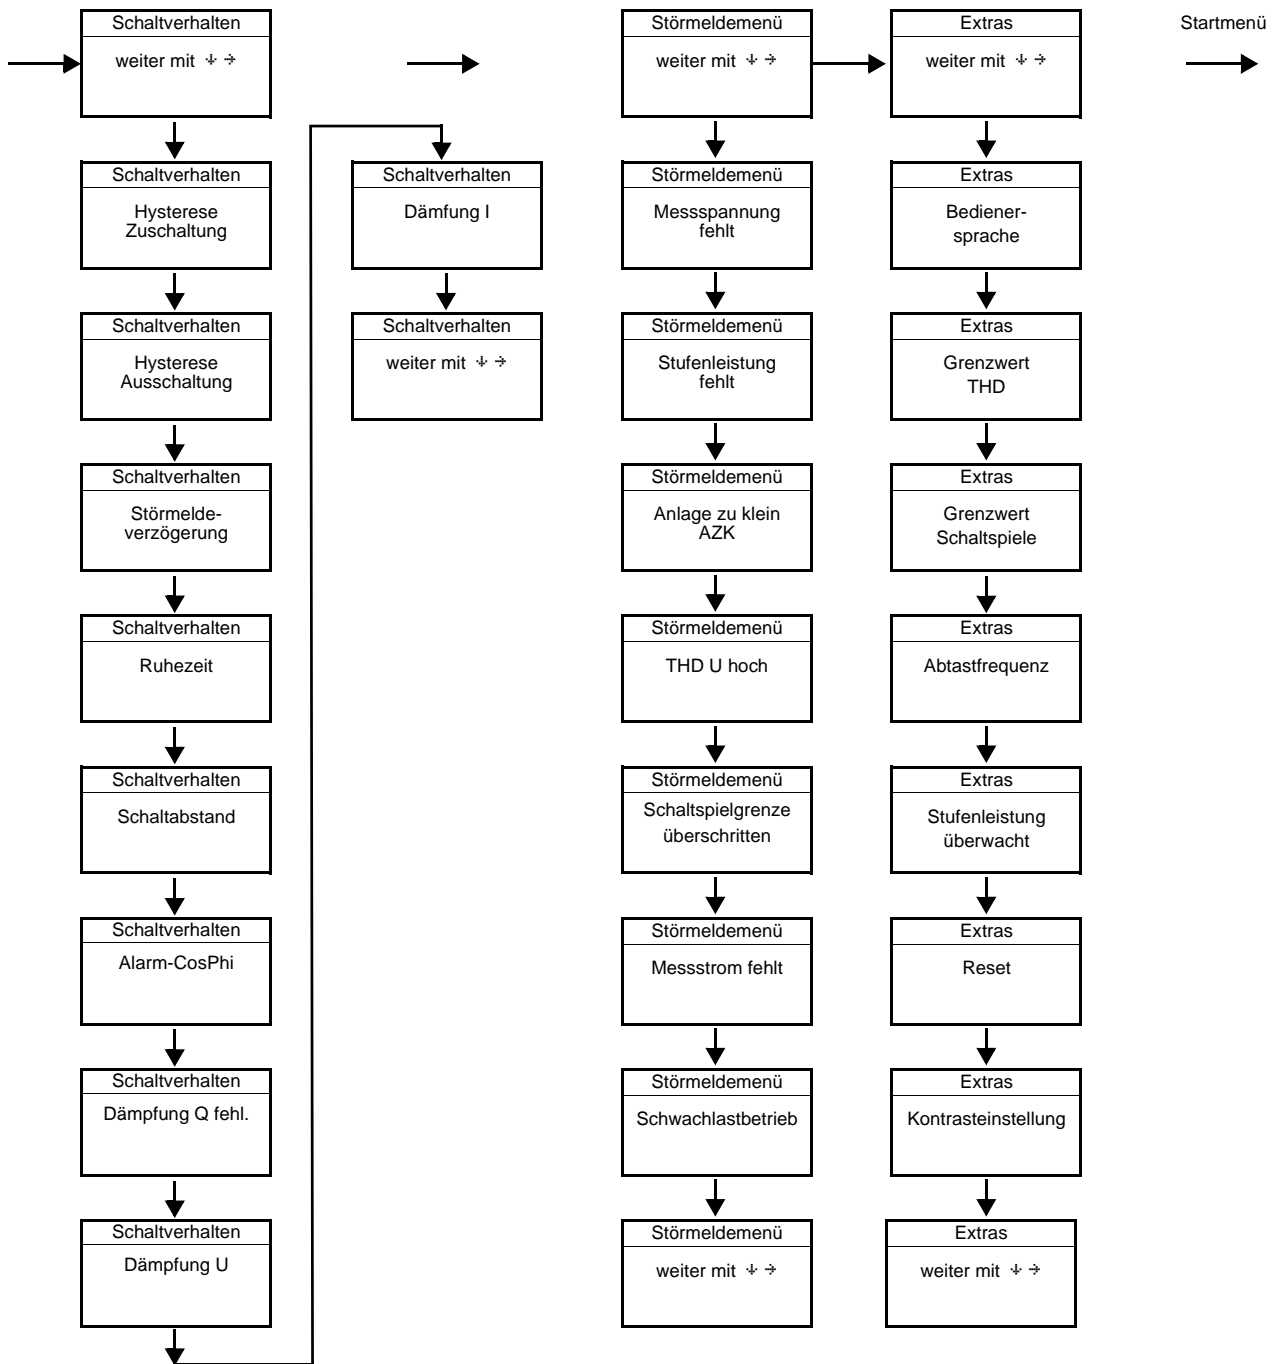 Schaltverhalten
weiter mit
Schaltverhalten
Hysterese
Zuschaltung
Schaltverhalten
Hysterese
Ausschaltung
Schaltverhalten
Störmelde-
verzögerung
Schaltverhalten
Ruhezeit
Schaltverhalten
Schaltabstand
Schaltverhalten
Alarm-CosPhi
Schaltverhalten
Dämpfung Q fehl.
Schaltverhalten
Dämpfung U
Schaltverhalten
Dämfung I
Schaltverhalten
weiter mit
Störmeldemenü
weiter mit
Störmeldemenü
Messspannung
fehlt
Störmeldemenü
Stufenleistung
fehlt
Störmeldemenü
Anlage zu klein
AZK
Störmeldemenü
THD U hoch
Störmeldemenü
Schaltspielgrenze
überschritten
Störmeldemenü
Messstrom fehlt
Störmeldemenü
Schwachlastbetrieb
Störmeldemenü
weiter mit
Extras
weiter mit
Extras
Bediener-
sprache
Extras
Grenzwert
THD
Extras
Grenzwert
Schaltspiele
Extras
Abtastfrequenz
Extras
Stufenleistung
überwacht
Extras
Reset
Extras
Kontrasteinstellung
Extras
weiter mit
Startmenü